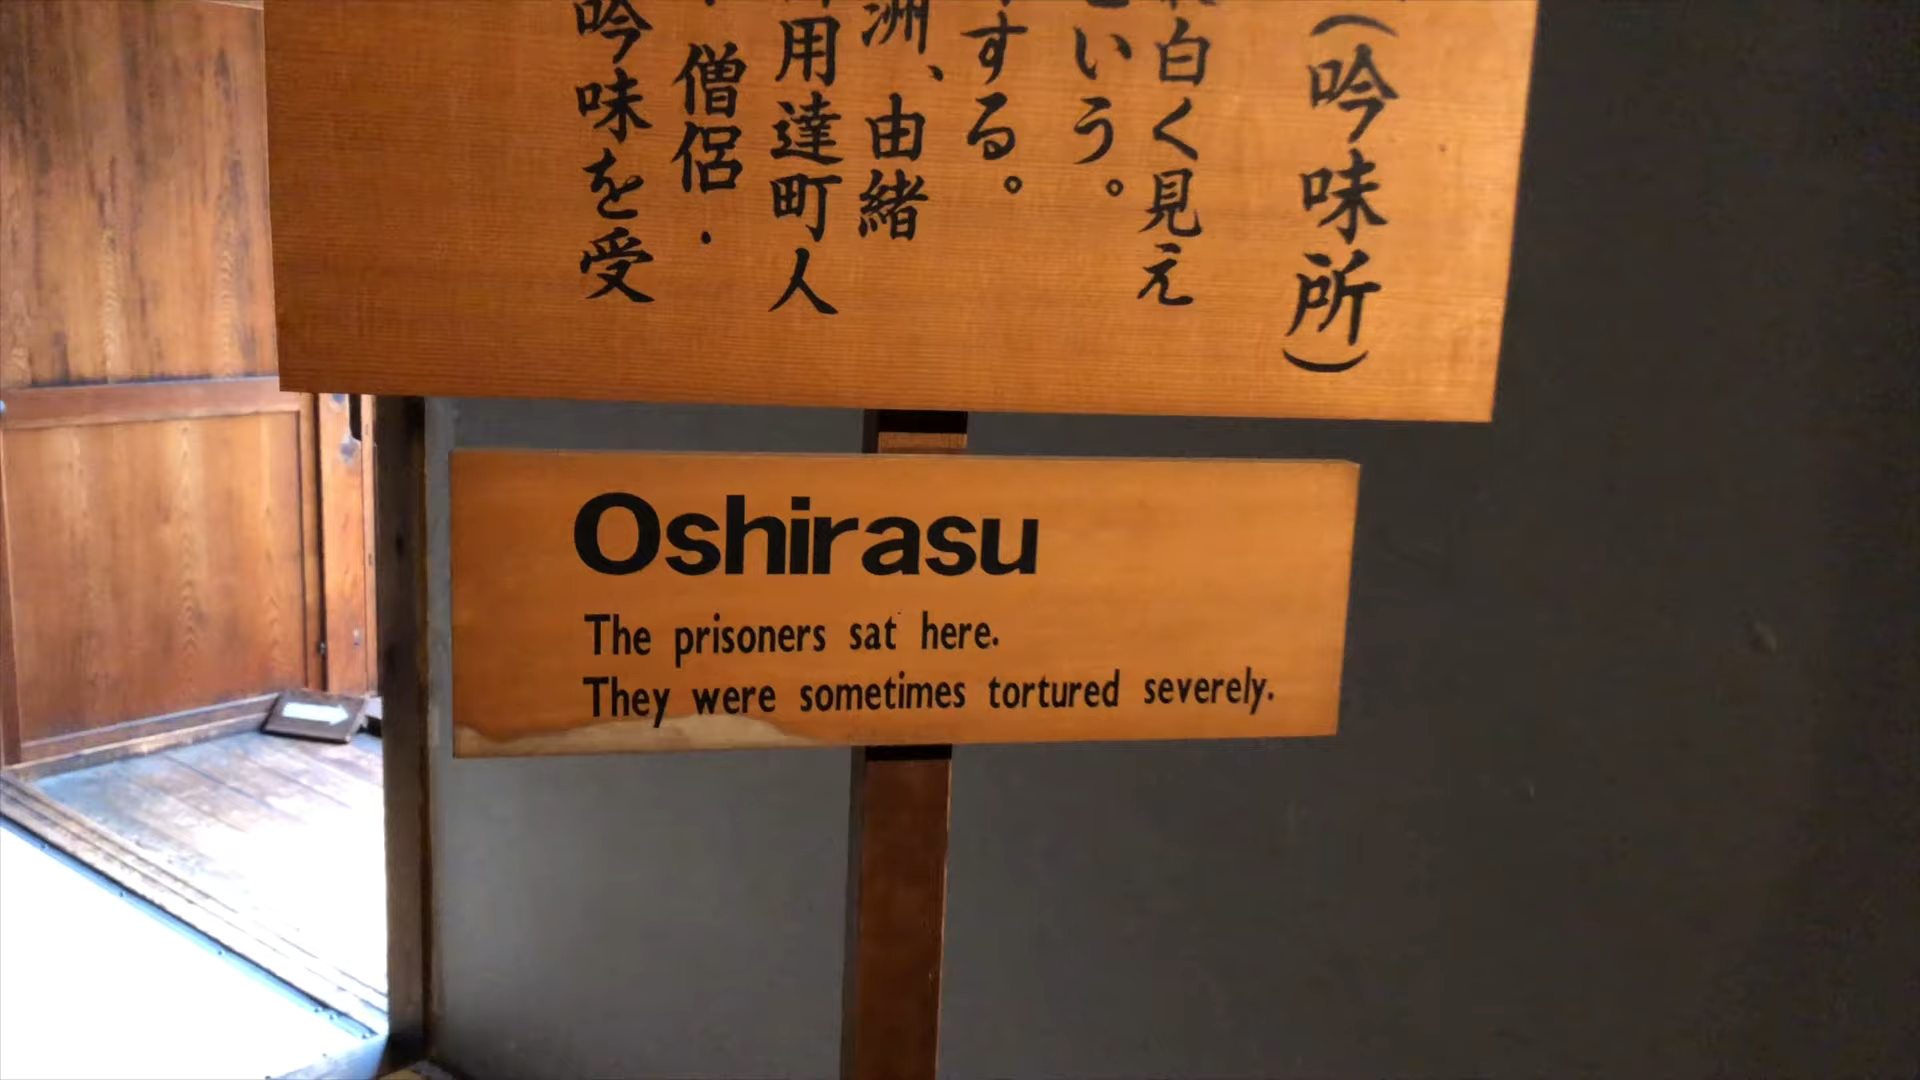 (吟味所)
白く見え
いう。
する。
洲、由緒
用達町人
・僧侶・
吟味を受
Oshirasu
The prisoners sat here.
They were sometimes tortured severely.